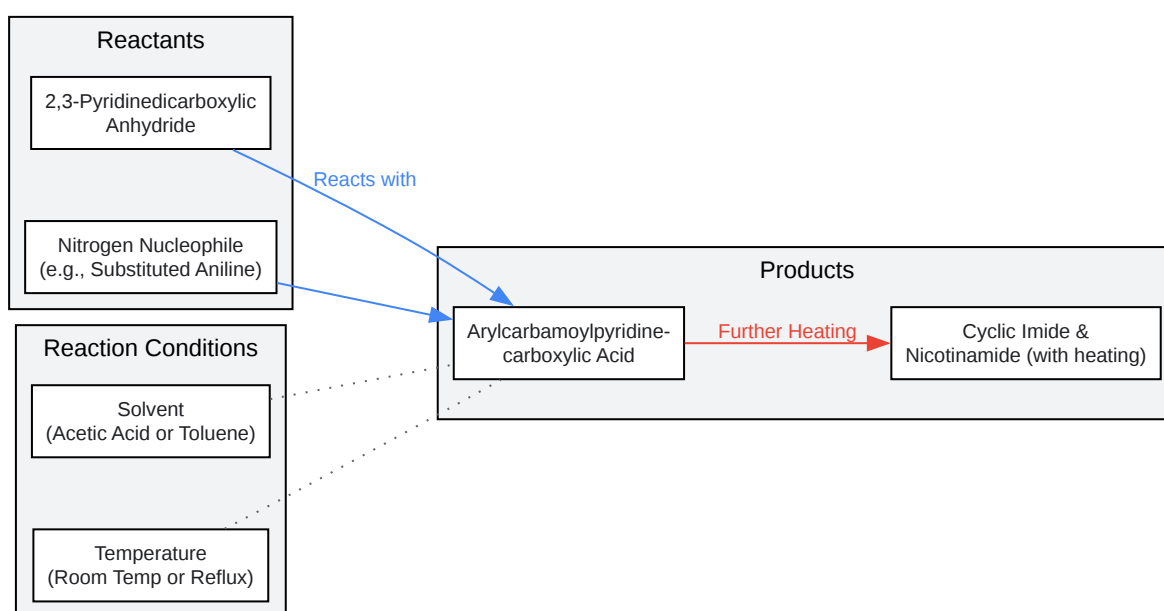 Reactants
2,3-Pyridinedicarboxylic
Anhydride
Reacts with
Nitrogen Nucleophile
(e.g., Substituted Aniline)
Products
Arylcarbamoylpyridine-
carboxylic Acid
Further Heating
Cyclic Imide &
Nicotinamide (with heating)
Reaction Conditions
Solvent
(Acetic Acid or Toluene)
Temperature
(Room Temp or Reflux)